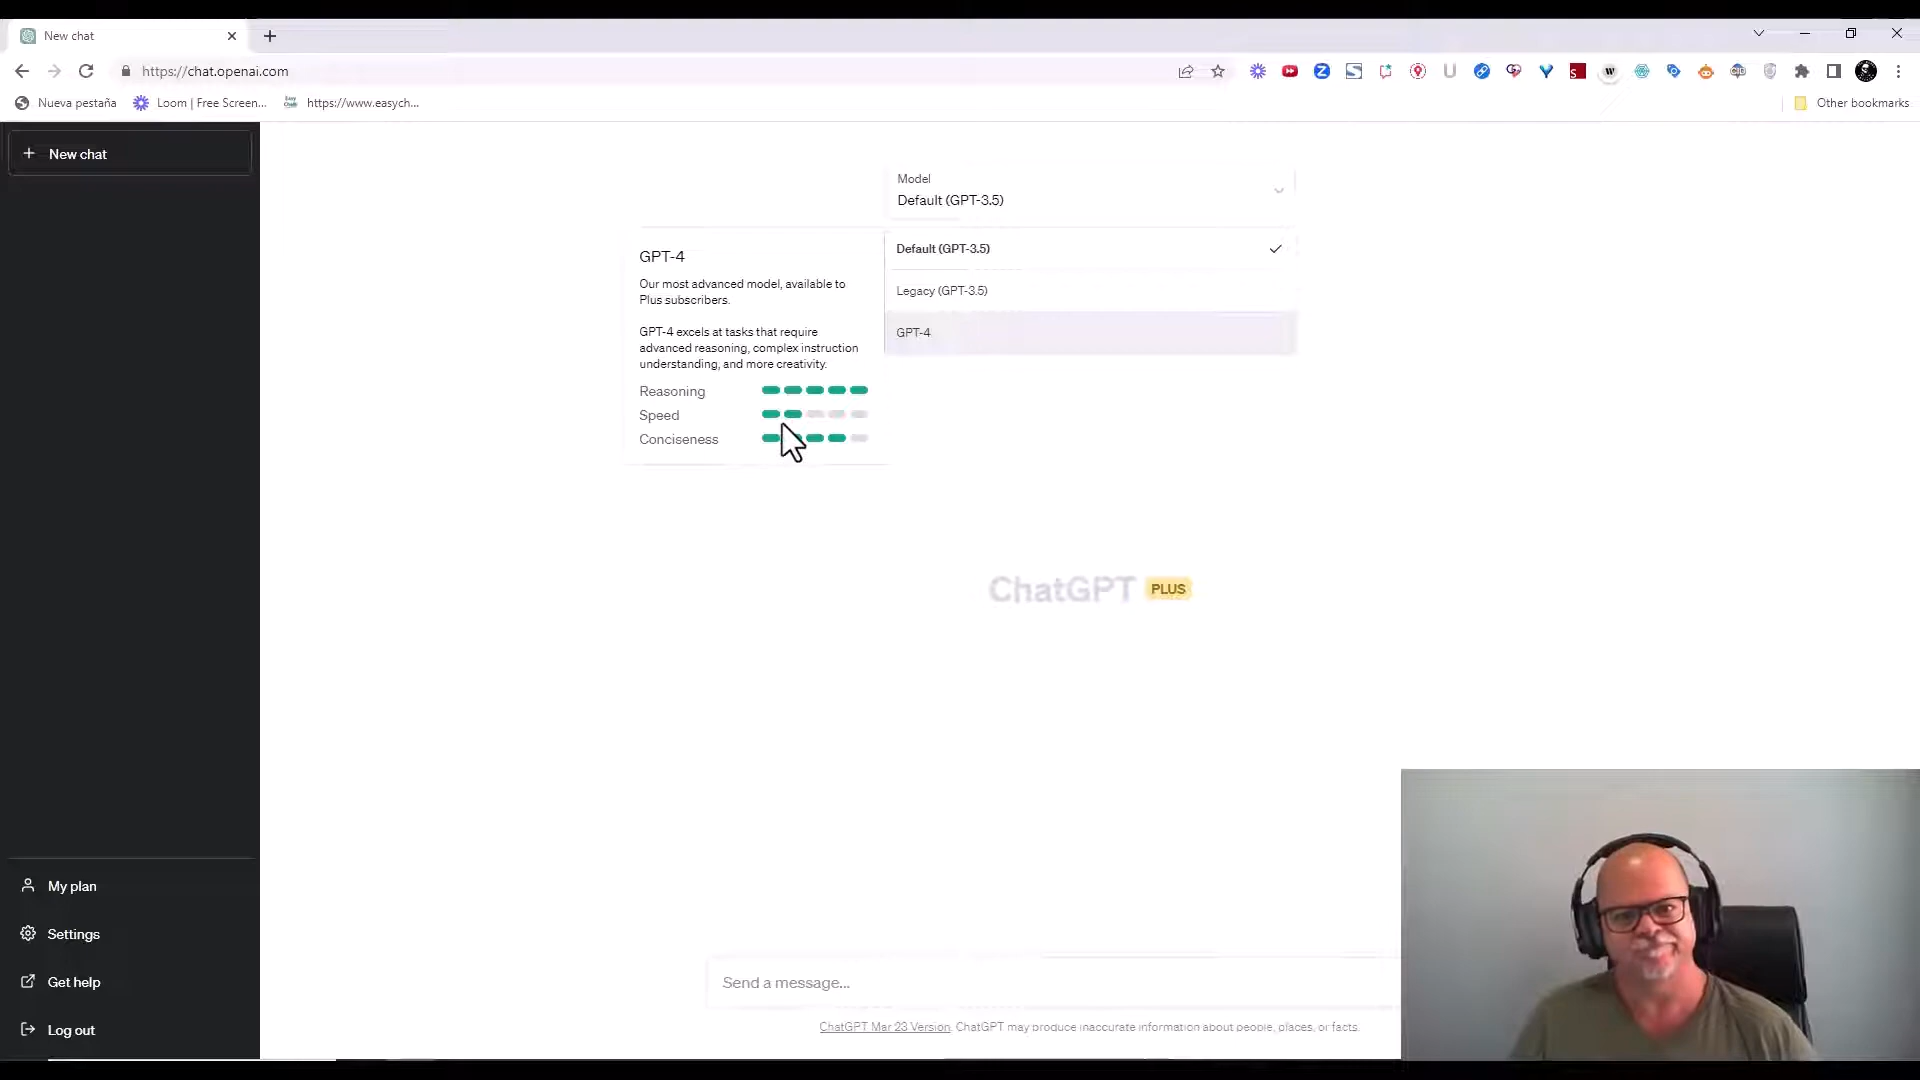 New chat
https://chat.openai.com
Nueva pestaña
Loom | Free Screen...
https://www.easych...
Other bookmarks
New chat
Model
Default (GPT-3.5)
Default (GPT-3.5)
Legacy (GPT-3.5)
GPT-4
GPT-4
Our most advanced model, available to
Plus subscribers.
GPT-4 excels at tasks that require
advanced reasoning, complex instruction
understanding, and more creativity.
Reasoning
Speed
Conciseness
ChatGPT PLUS
My plan
Settings
Get help
Log out
Send a message...
ChatGPT Mar 23 Version. ChatGPT may produce inaccurate information about people, places, or facts.